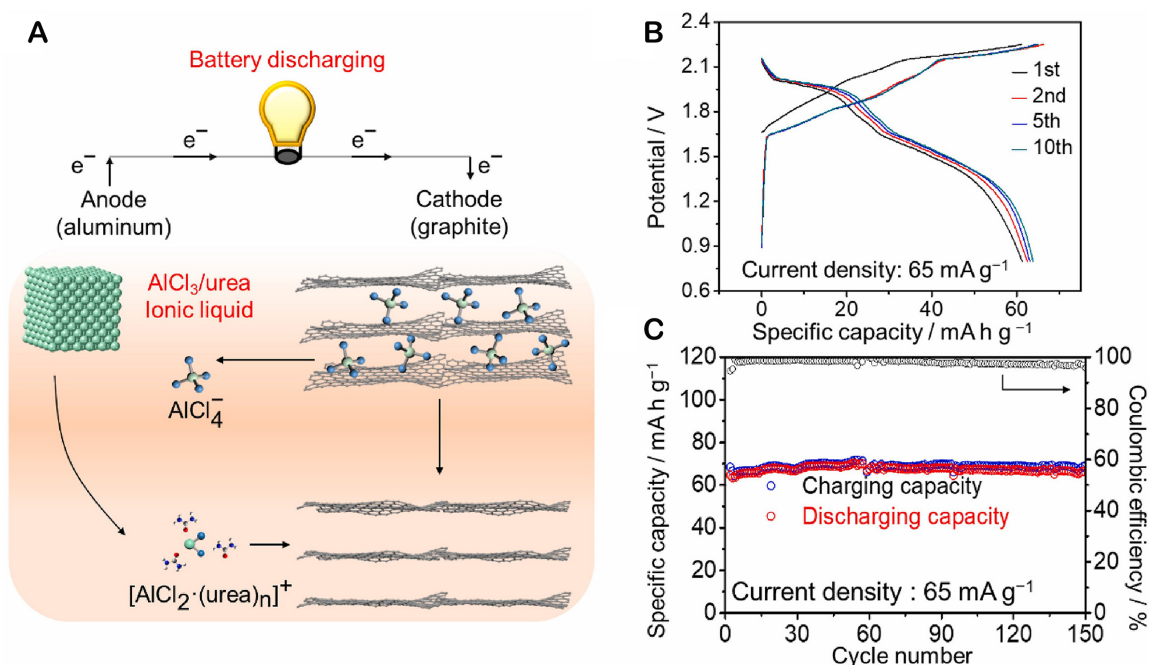 A
Battery discharging
e⁻
e⁻
e⁻
e⁻
Anode
(aluminum)
Cathode
(graphite)
AlCl₃/urea
Ionic liquid
AlCl₄⁻
[AlCl₂·(urea)ₙ]⁺
B
2.4
2.1
1.8
1.5
1.2
0.9
0.6
Potential / V
1st
2nd
5th
10th
Current density: 65 mA g⁻¹
0
20
40
60
Specific capacity / mA h g⁻¹
C
120
100
80
60
40
20
0
Specific capacity / mA h g⁻¹
100
80
60
40
20
0
Coulombic efficiency / %
Charging capacity
Discharging capacity
Current density : 65 mA g⁻¹
0
30
60
90
120
150
Cycle number